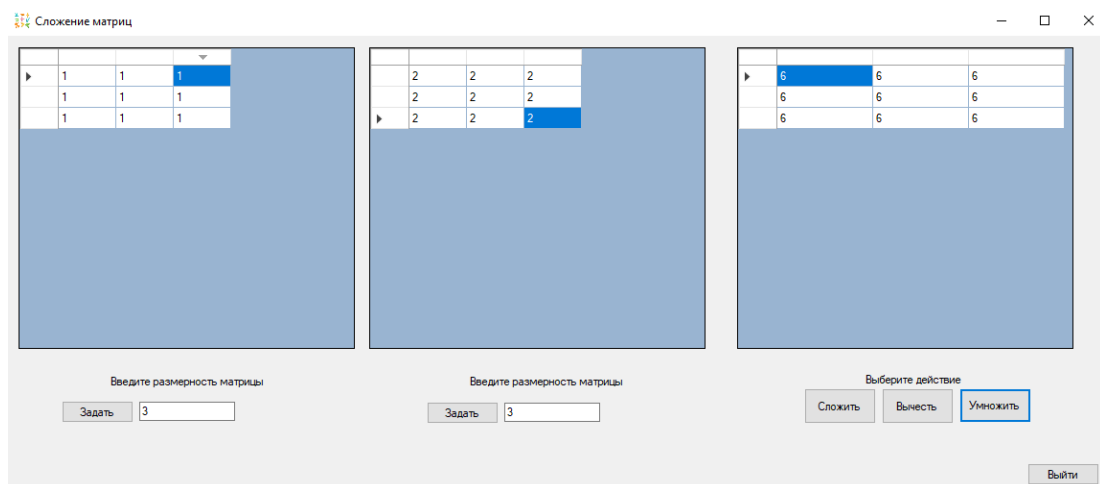 Сложение матриц
1 1 1
1 1 1
1 1 1
2 2 2
2 2 2
2 2 2
6 6 6
6 6 6
6 6 6
Введите размерность матрицы
Задать 3
Введите размерность матрицы
Задать 3
Выберите действие
Сложить Вычесть Умножить
Выйти